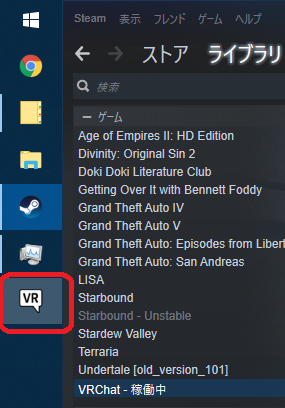 Steam 表示 フレンド ゲーム ヘルプ
ストア ライブラリ
検索
ゲーム
Age of Empires II: HD Edition
Divinity: Original Sin 2
Doki Doki Literature Club
Getting Over It with Bennett Foddy
Grand Theft Auto IV
Grand Theft Auto V
Grand Theft Auto: Episodes from Libert
Grand Theft Auto: San Andreas
LISA
Starbound
Starbound - Unstable
Stardew Valley
Terraria
Undertale [old_version_101]
VRChat - 稼働中
VR